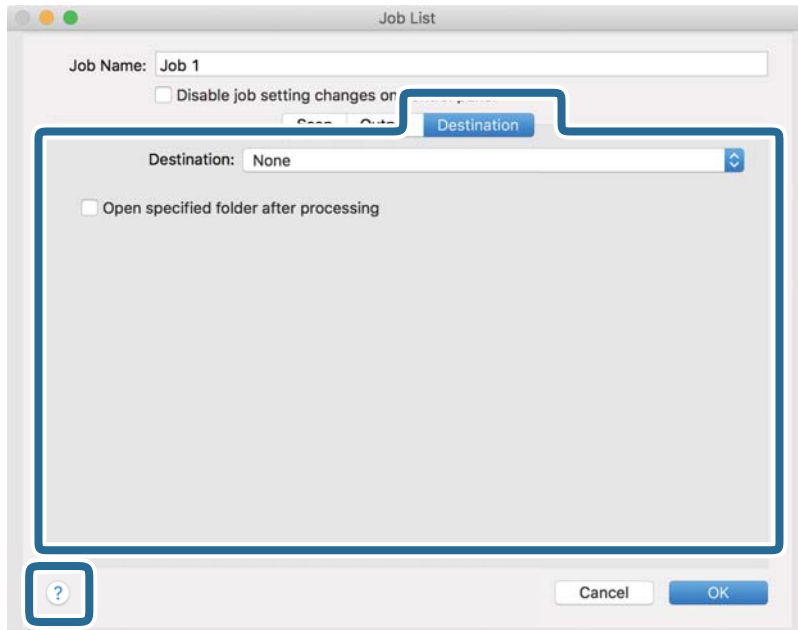 Job List
Job Name: Job 1
Disable job setting changes on
Destination
Destination: None
Open specified folder after processing
? Cancel OK